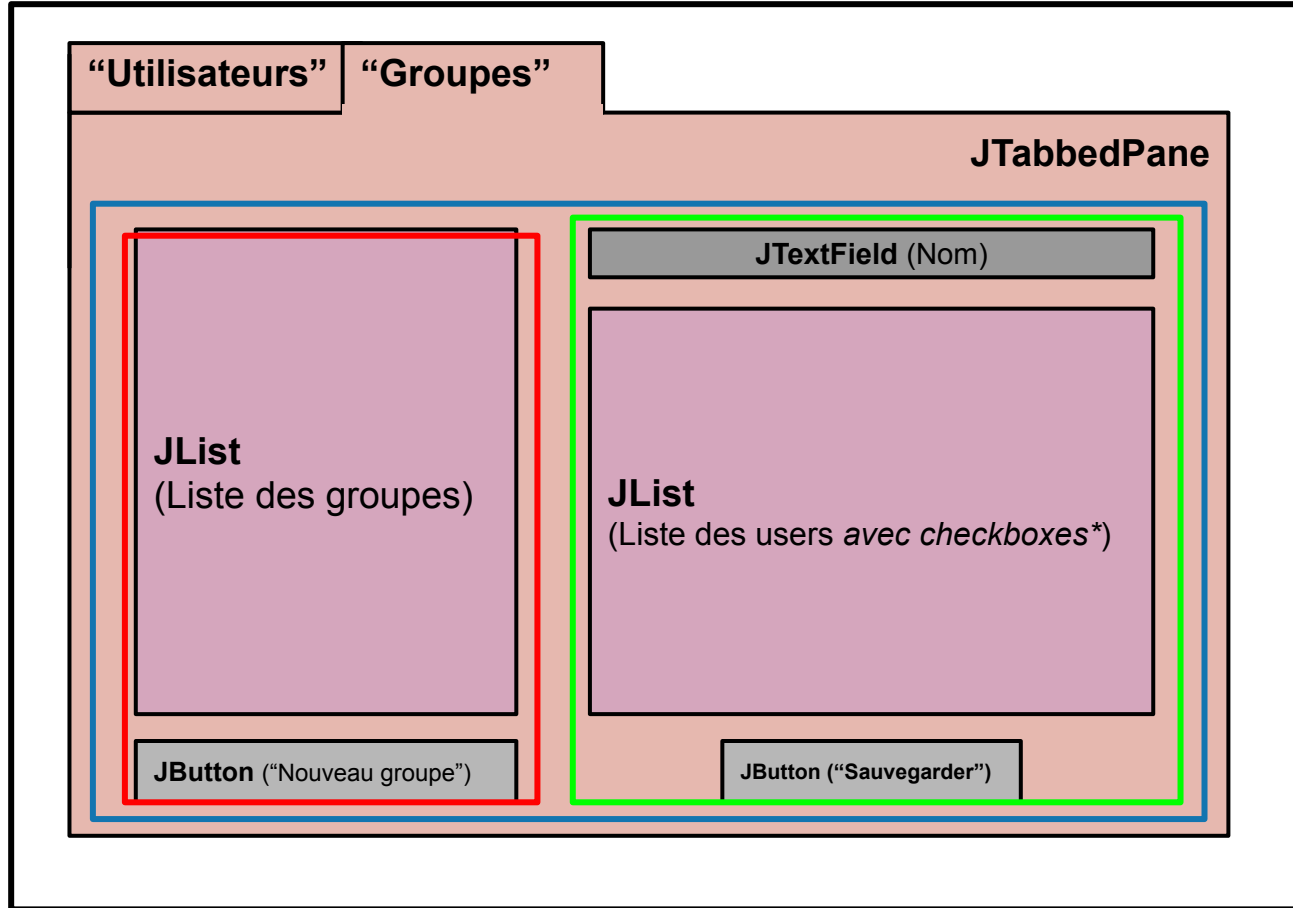 “Utilisateurs”
“Groupes”
JTabbedPane
JTextField (Nom)
JList
(Liste des groupes)
JList
(Liste des users avec checkboxes*)
JButton (“Nouveau groupe”)
JButton (“Sauvegarder”)